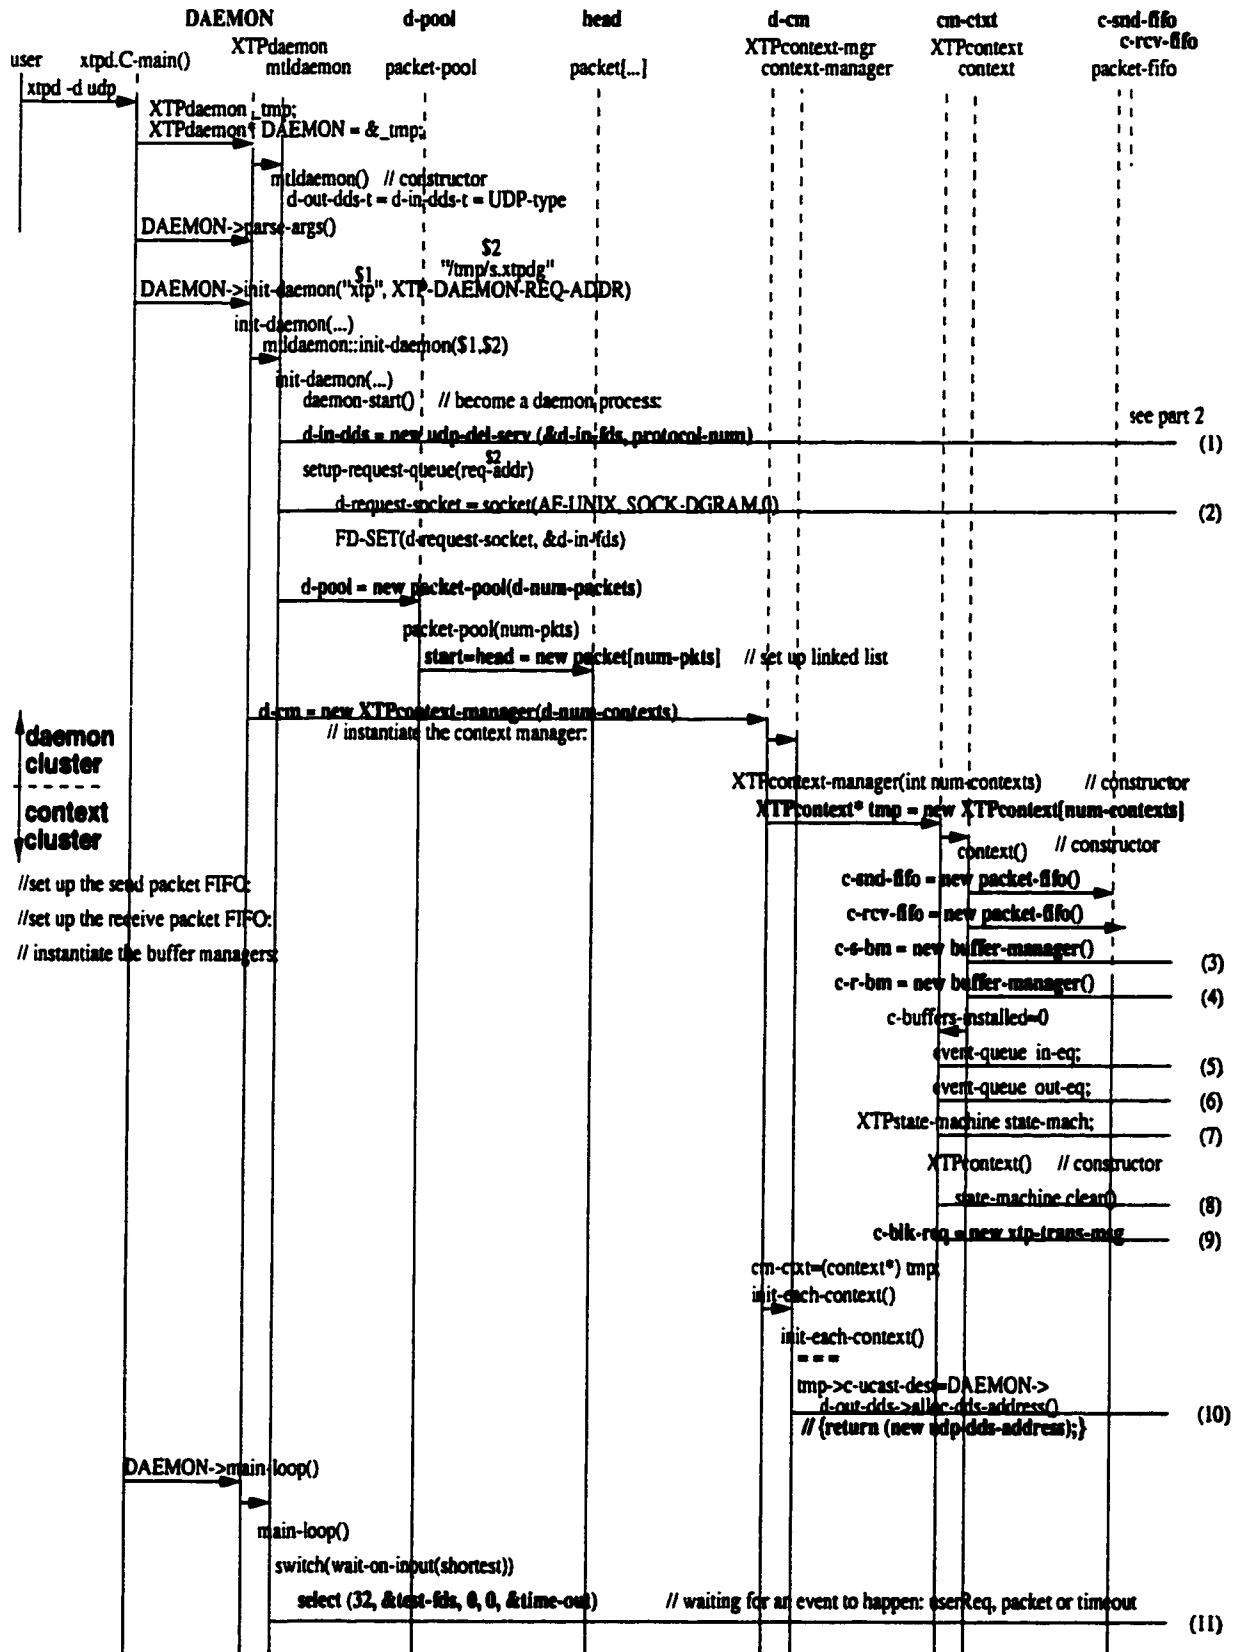 DAEMON d-pool head d-cm cm-ctxt c-snd-fifo
c-rcv-fifo
XTPdaemon XTPcontext-mgr XTPcontext
user xtpd.C-main() mtldaemon packet-pool packet[...] context-manager context packet-fifo
xtpd -d udp
XTPdaemon _tmp;
XTPdaemon* DAEMON = &_tmp;
mtldaemon() // constructor
d-out-dds-t = d-in-dds-t = UDP-type
DAEMON->parse-args()
$2
$1 "/tmp/s.xtpdg"
DAEMON->init-daemon("xtp", XTP-DAEMON-REQ-ADDR)
init-daemon(...)
mtldaemon::init-daemon($1,$2)
init-daemon(...)
daemon-start() // become a daemon process:
see part 2
d-in-dds = new udp-del-serv (&d-in-fds, protocol-num) (1)
$2
setup-request-queue(req-addr)
d-request-socket = socket(AF-UNIX, SOCK-DGRAM,0) (2)
FD-SET(d-request-socket, &d-in-fds)
d-pool = new packet-pool(d-num-packets)
packet-pool(num-pkts)
start=head = new packet[num-pkts] // set up linked list
d-cm = new XTPcontext-manager(d-num-contexts)
// instantiate the context manager:
daemon
cluster
context
cluster
XTPcontext-manager(int num-contexts) // constructor
XTPcontext* tmp = new XTPcontext[num-contexts]
context() // constructor
//set up the send packet FIFO: c-snd-fifo = new packet-fifo()
//set up the receive packet FIFO: c-rcv-fifo = new packet-fifo()
// instantiate the buffer managers: c-s-bm = new buffer-manager() (3)
c-r-bm = new buffer-manager() (4)
c-buffers-installed=0
event-queue in-eq; (5)
event-queue out-eq; (6)
XTPstate-machine state-mach; (7)
XTPcontext() // constructor
state-machine.clear() (8)
c-blk-req = new xtp-trans-msg (9)
cm-ctxt=(context*) tmp;
init-each-context()
init-each-context()
= = =
tmp->c-ucast-dest=DAEMON->
d-out-dds->alloc-dds-address() (10)
// {return (new udp-dds-address);}
DAEMON->main-loop()
main-loop()
switch(wait-on-input(shortest))
select (32, &test-fds, 0, 0, &time-out) // waiting for an event to happen: userReq, packet or timeout
(11)